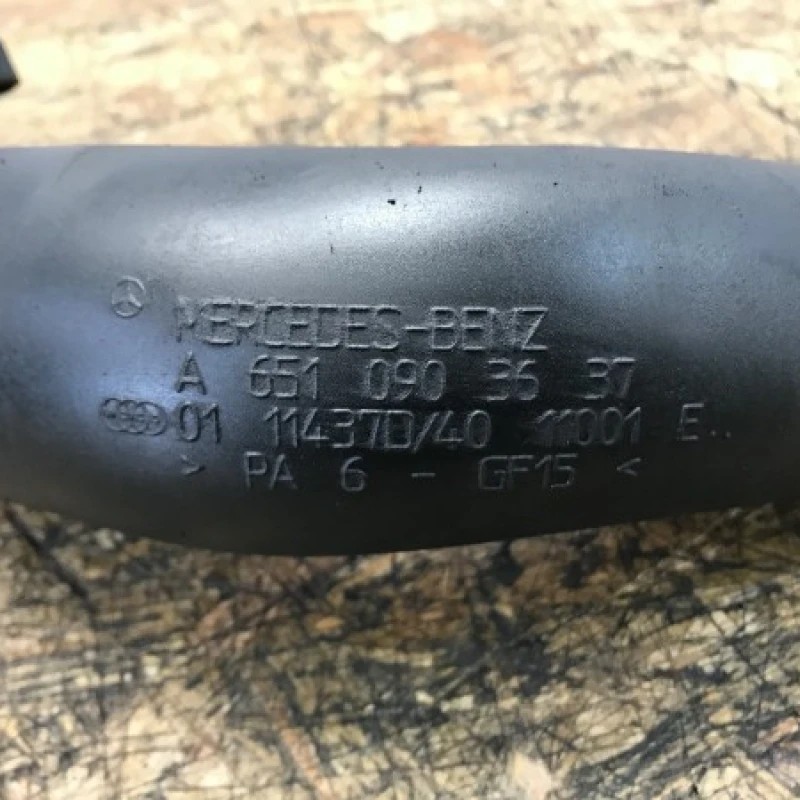 MERCEDES-BENZ
A 651 090 36 37
01 11437D/40 11001 E..
> PA 6 - GF15 <